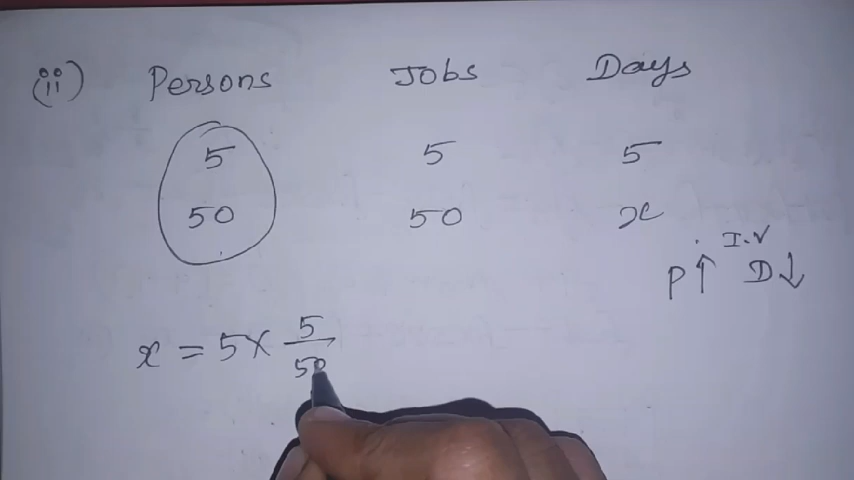 (ii) Persons Jobs Days
5 5 5
50 50 x
I.V
P↑ D↓
x = 5 × 5/50